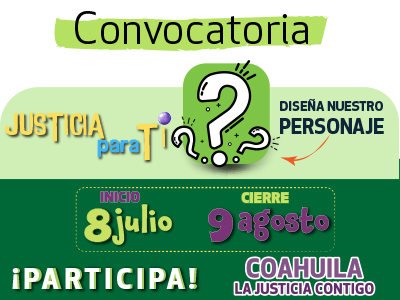 Convocatoria
JUSTICIA
para TI
DISEÑA NUESTRO
PERSONAJE
INICIO
8 julio
CIERRE
9 agosto
¡PARTICIPA!
COAHUILA
LA JUSTICIA CONTIGO